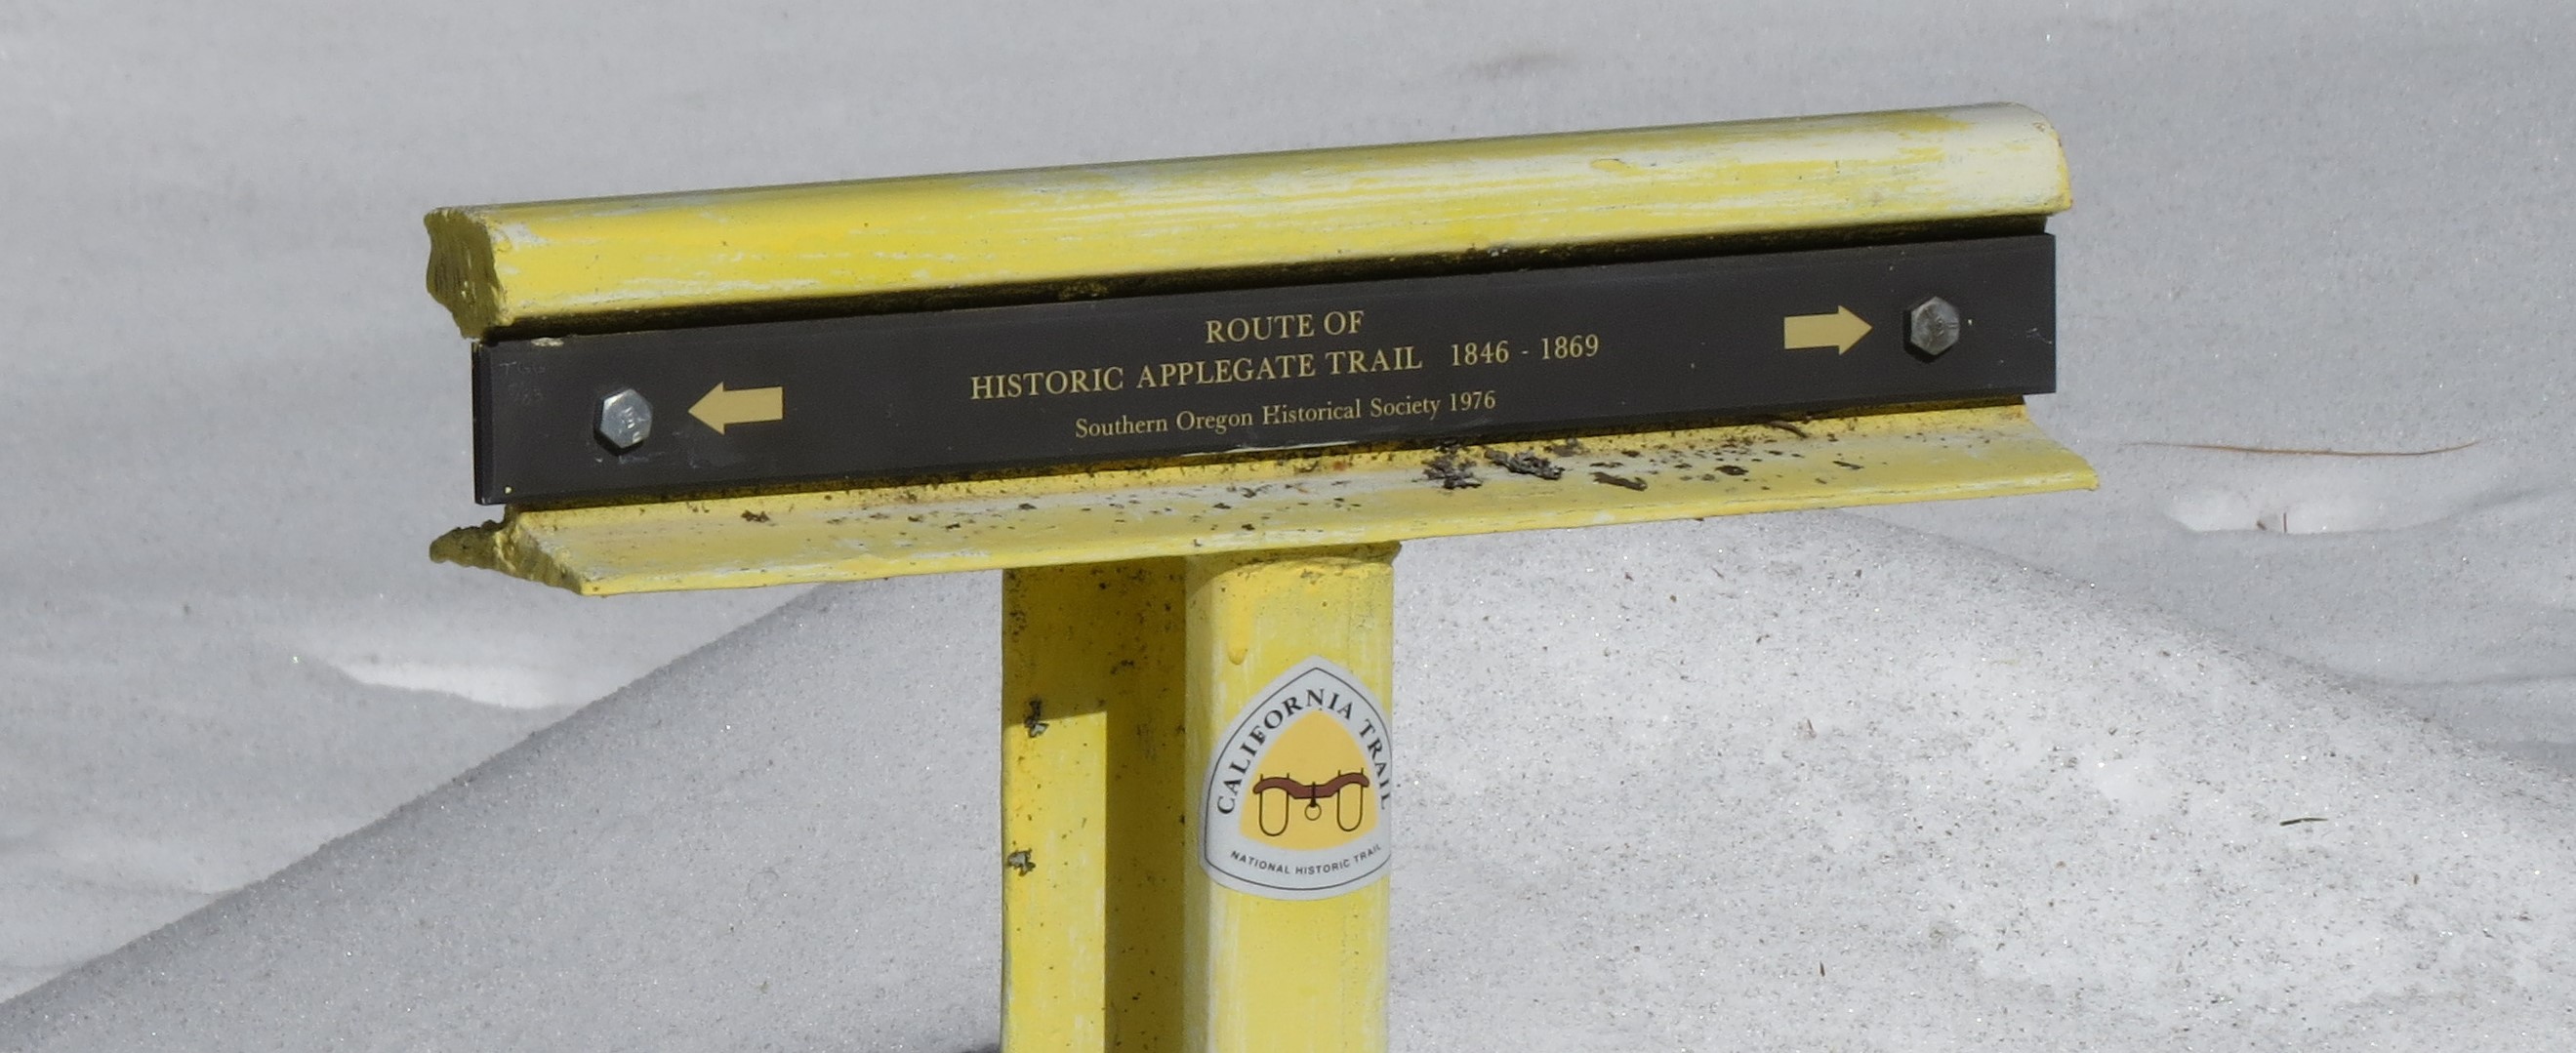 ROUTE OF
HISTORIC APPLEGATE TRAIL 1846 - 1869
Southern Oregon Historical Society 1976
CALIFORNIA TRAIL
NATIONAL HISTORIC TRAIL